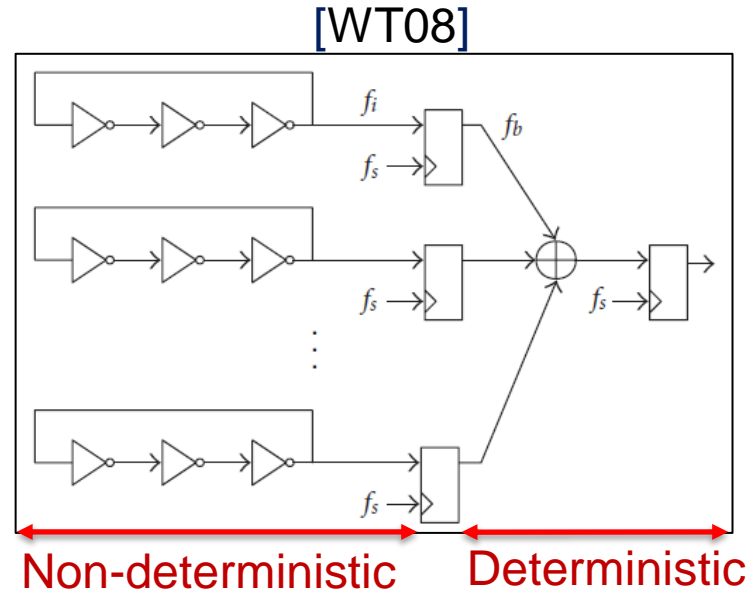 [WT08]
fi
fb
fs
fs
fs
⋮
fs
Non-deterministic
Deterministic